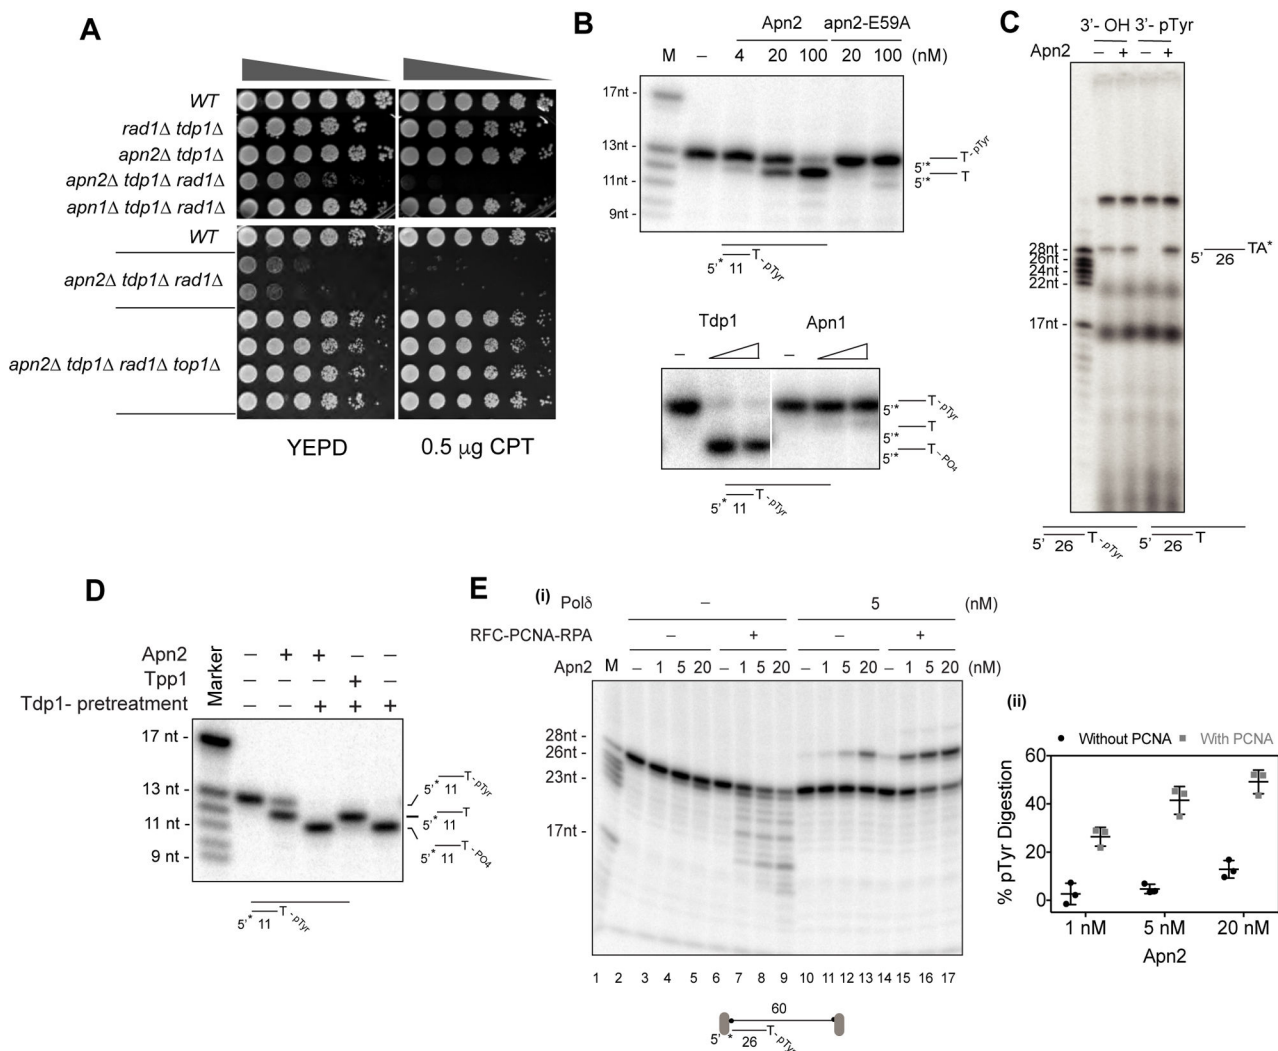 A
WT
rad1Δ tdp1Δ
apn2Δ tdp1Δ
apn2Δ tdp1Δ rad1Δ
apn1Δ tdp1Δ rad1Δ
WT
apn2Δ tdp1Δ rad1Δ
apn2Δ tdp1Δ rad1Δ top1Δ
YEPD 0.5 μg CPT
B
Apn2 apn2-E59A
M – 4 20 100 20 100 (nM)
17nt -
13nt -
11nt -
9nt -
5'* T-pTyr
5'* T
5'* 11 T-pTyr
Tdp1 Apn1
– –
5'* T-pTyr
5'* T
5'* T-PO4
5'* 11 T-pTyr
C
3'- OH 3'- pTyr
Apn2 – + – +
28nt -
26nt -
24nt -
22nt -
17nt -
5' 26 TA*
5' 26 T-pTyr 5' 26 T
D
Apn2 – + + – –
Tpp1 – – – + –
Tdp1- pretreatment – – + + +
Marker
17 nt -
13 nt -
11 nt -
9 nt -
5'* 11 T-pTyr
5'* 11 T
5'* 11 T-PO4
5'* 11 T-pTyr
E
(i) Polδ – 5 (nM)
RFC-PCNA-RPA – + – +
Apn2 M – 1 5 20 – 1 5 20 – 1 5 20 – 1 5 20 (nM)
28nt -
26nt -
23nt -
17nt -
1 2 3 4 5 6 7 8 9 10 11 12 13 14 15 16 17
60
5' * 26 T-pTyr
(ii)
Without PCNA With PCNA
% pTyr Digestion
60
40
20
0
1 nM 5 nM 20 nM
Apn2